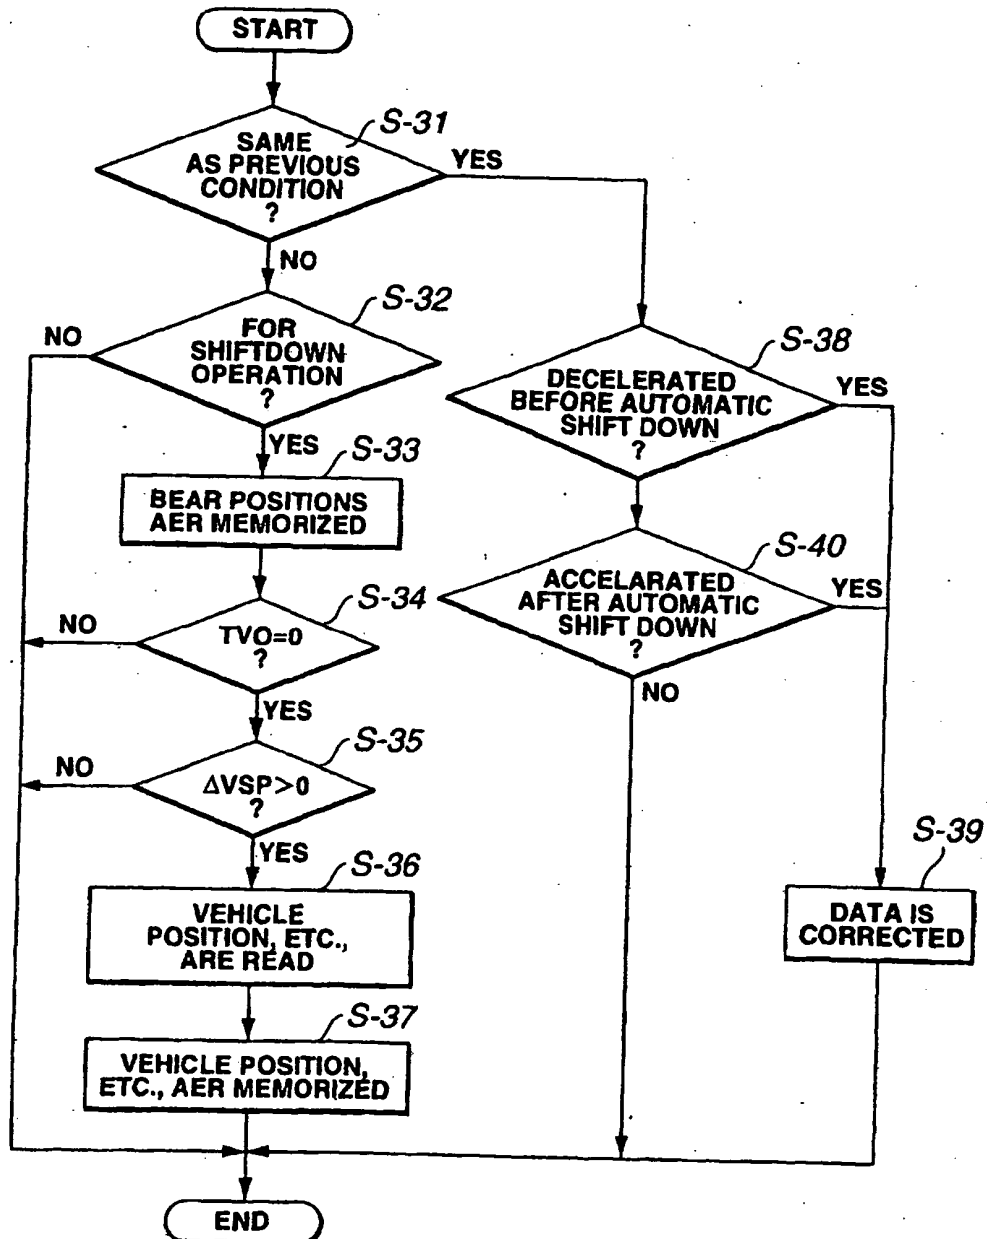 START
S-31
SAME
AS PREVIOUS
CONDITION
?
YES
NO
S-32
FOR
SHIFTDOWN
OPERATION
?
NO
YES
S-33
BEAR POSITIONS
AER MEMORIZED
S-34
TVO=0
?
NO
YES
S-35
ΔVSP>0
?
NO
YES
S-36
VEHICLE
POSITION, ETC.,
ARE READ
S-37
VEHICLE POSITION,
ETC., AER MEMORIZED
S-38
DECELERATED
BEFORE AUTOMATIC
SHIFT DOWN
?
YES
S-40
ACCELARATED
AFTER AUTOMATIC
SHIFT DOWN
?
YES
NO
S-39
DATA IS
CORRECTED
END